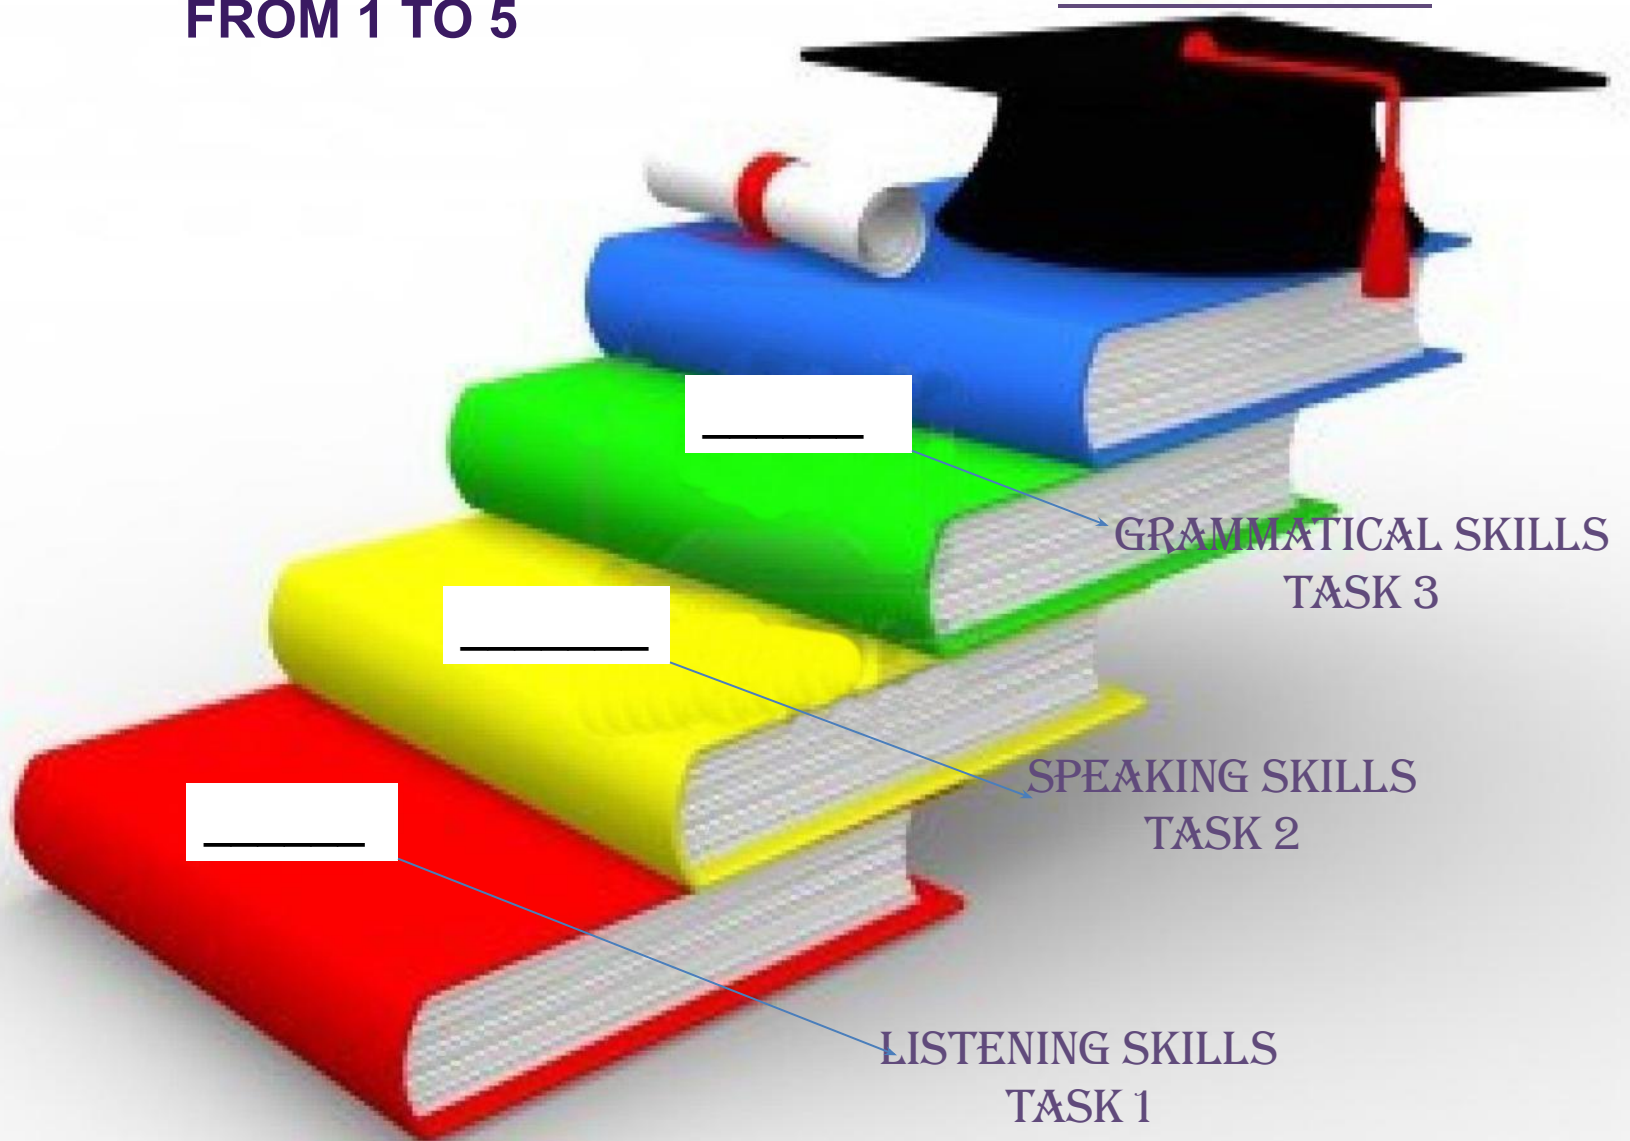 FROM 1 TO 5
GRAMMATICAL SKILLS
TASK 3
SPEAKING SKILLS
TASK 2
LISTENING SKILLS
TASK 1